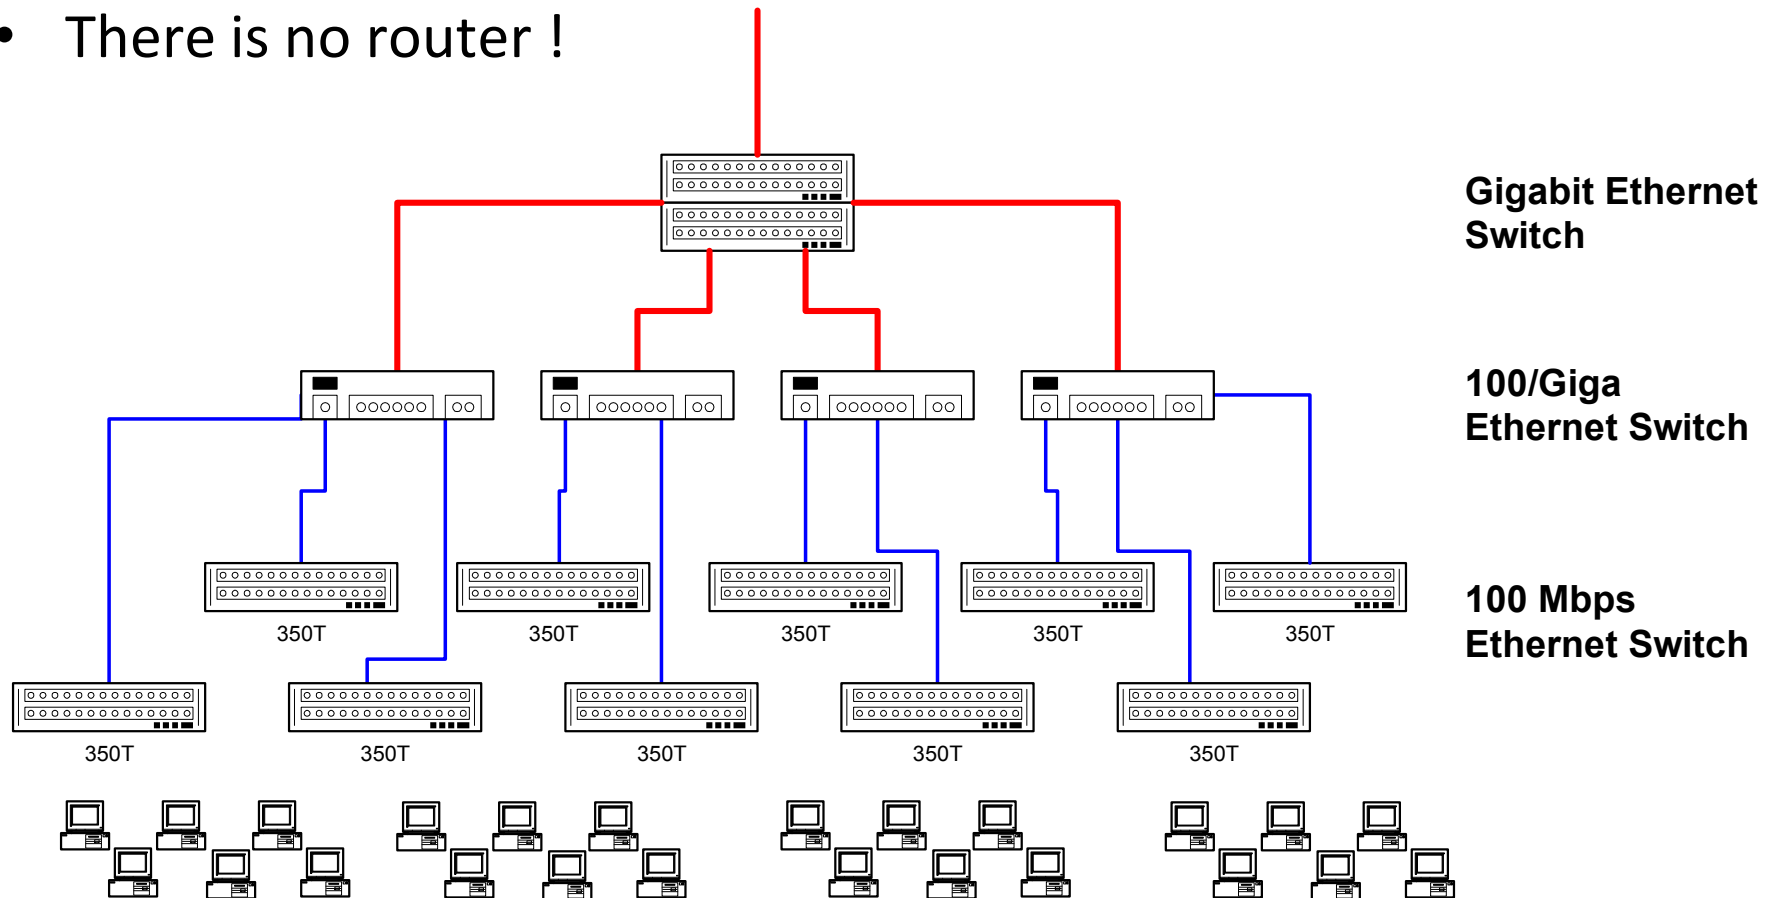 • There is no router !
Gigabit Ethernet
Switch
100/Giga
Ethernet Switch
350T 350T 350T 350T 350T
100 Mbps
Ethernet Switch
350T 350T 350T 350T 350T